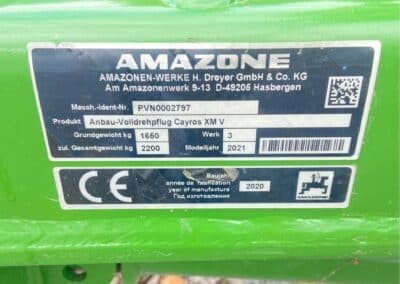 AMAZONE
AMAZONEN-WERKE H. Dreyer GmbH & Co. KG
Am Amazonenwerk 9-13 D-49205 Hasbergen
Masch.-Ident-Nr. PVN0002797
Produkt Anbau-Volldrehpflug Cayros XM V
Grundgewicht kg 1650 Werk 3
zul. Gesamtgewicht kg 2200 Modelljahr 2021
CE
Baujahr
année de fabrication
year of manufacture
Год изготовления
2020